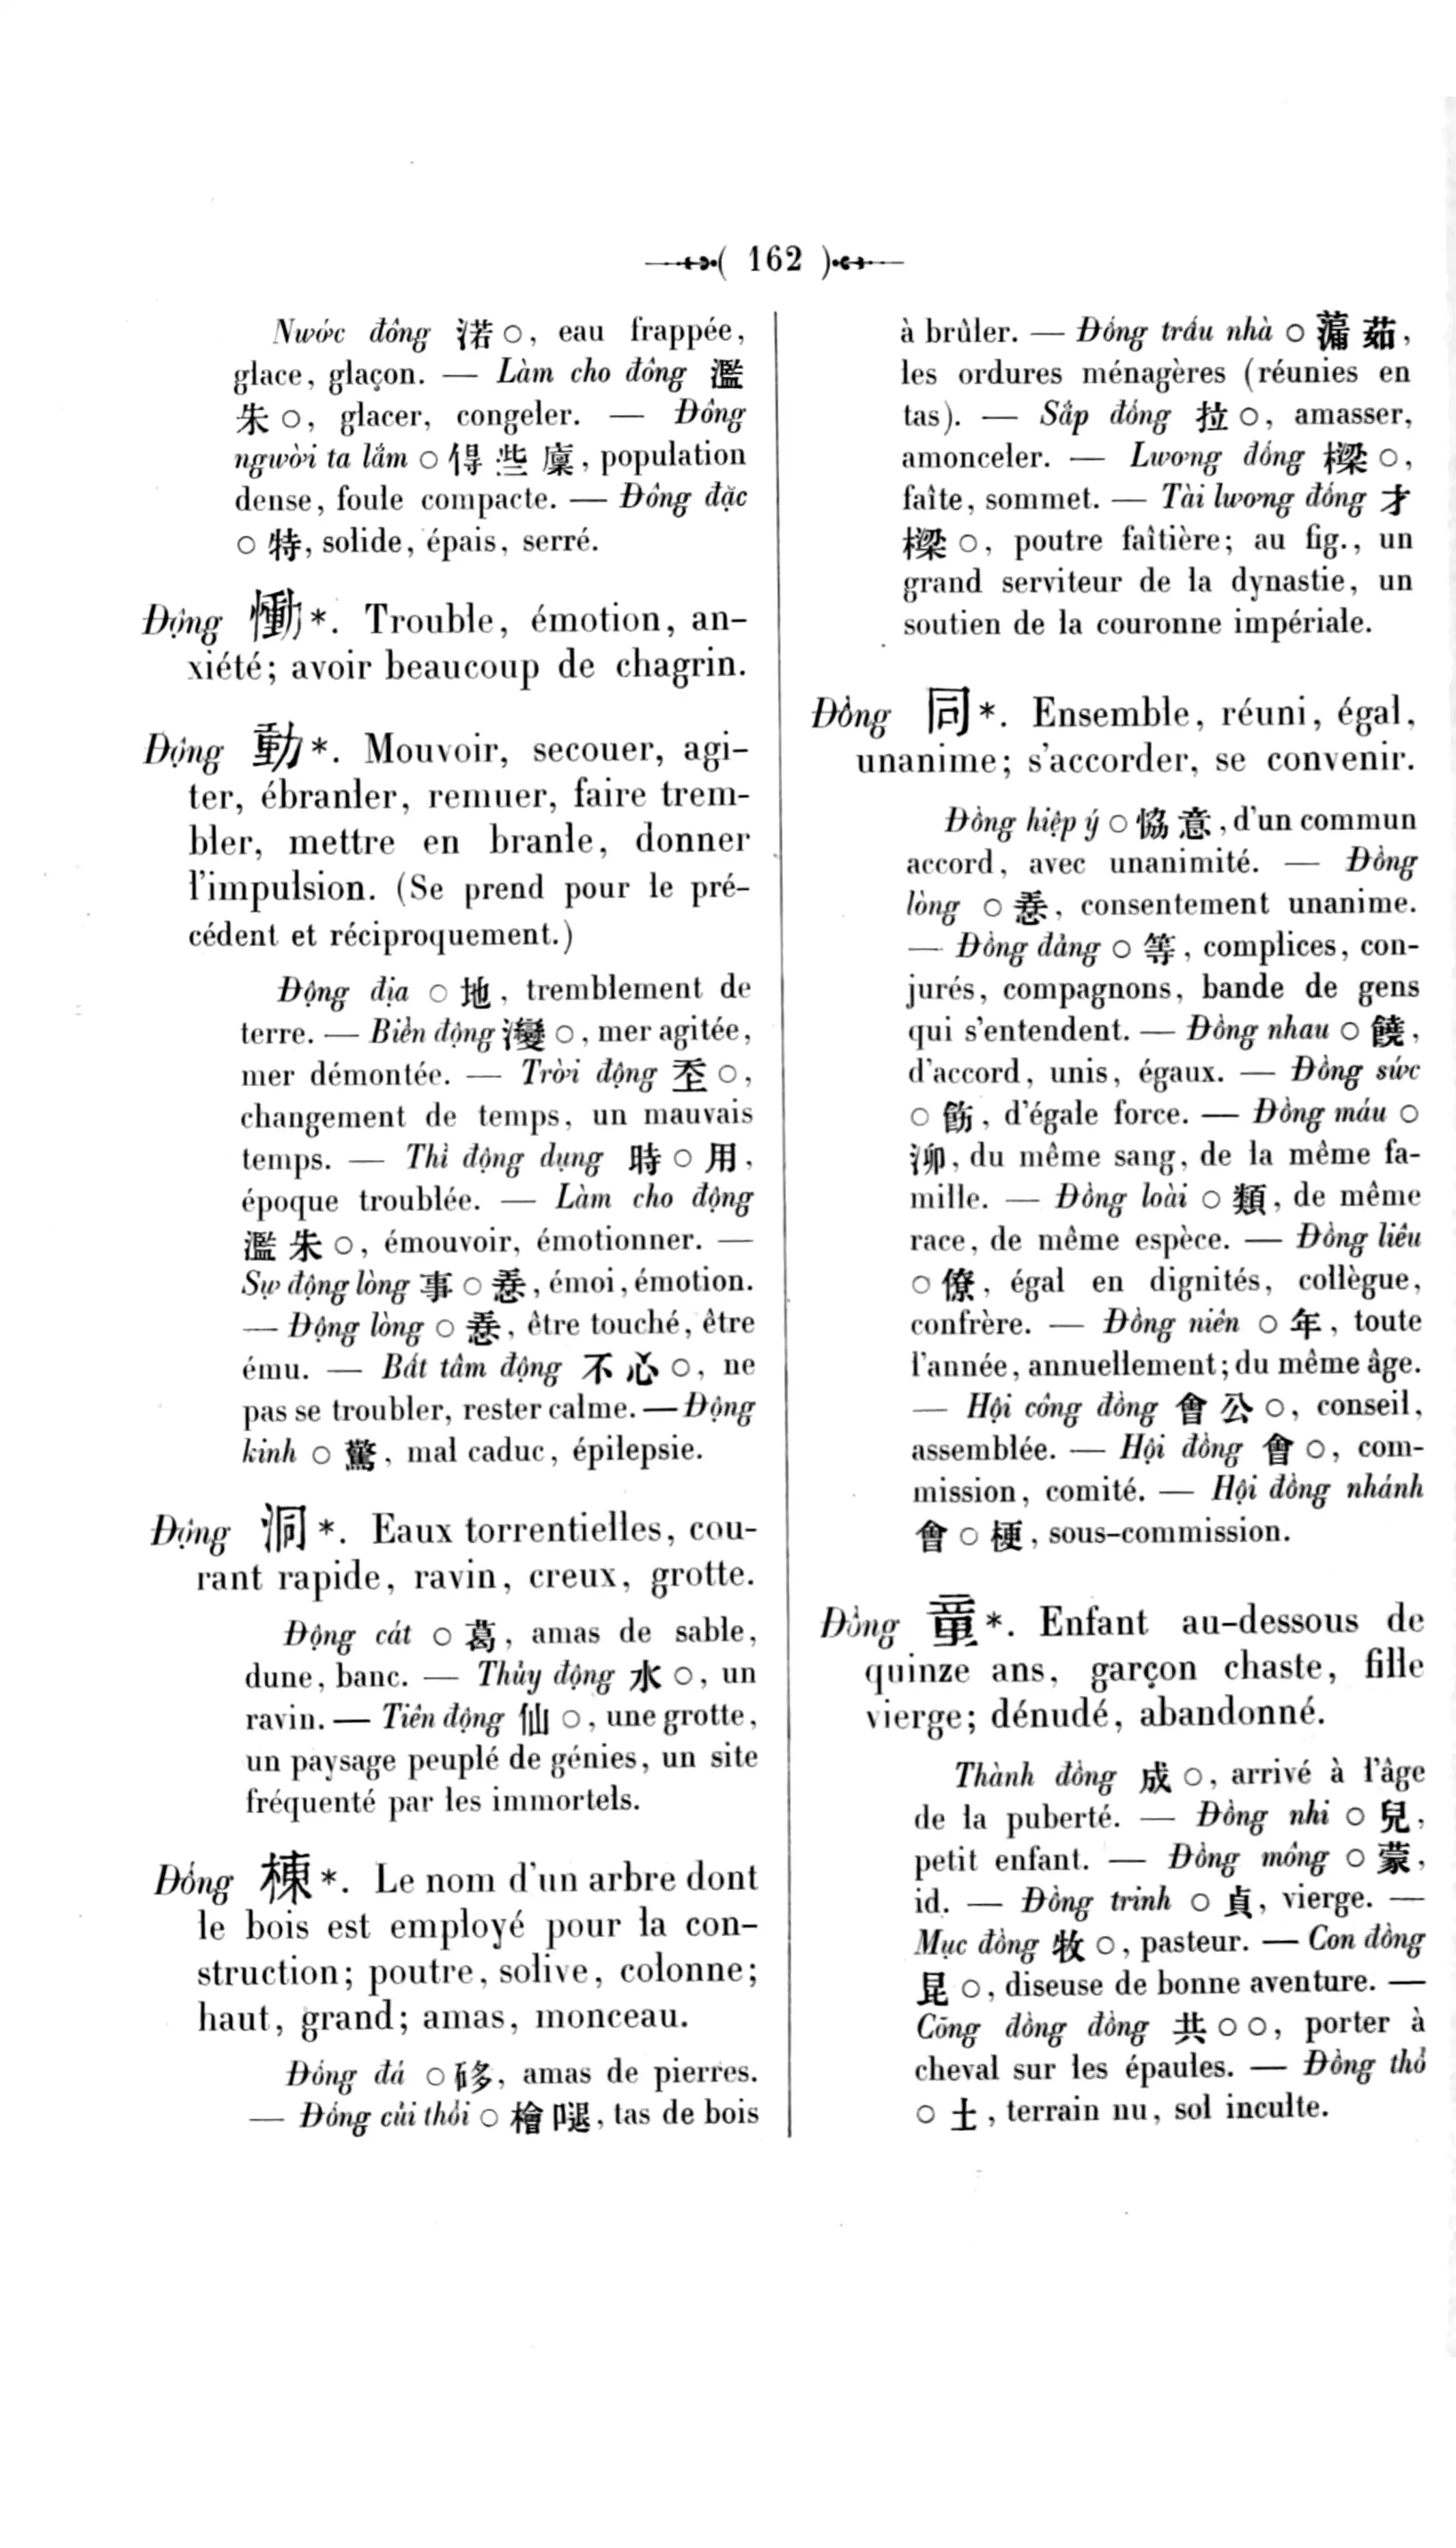 ( 162 )
Nước đông 渃 ○, eau frappée,
glace, glaçon. — Làm cho đông 濫
朱 ○, glacer, congeler. — Đông
người ta lắm ○ 㝵 些 廩, population
dense, foule compacte. — Đông đặc
○ 特, solide, épais, serré.
Động 慟*. Trouble, émotion, an-
xiété; avoir beaucoup de chagrin.
Động 動*. Mouvoir, secouer, agi-
ter, ébranler, remuer, faire trem-
bler, mettre en branle, donner
l'impulsion. (Se prend pour le pré-
cédent et réciproquement.)
Động địa ○ 地, tremblement de
terre. — Biển động ○, mer agitée,
mer démontée. — Trời động ○,
changement de temps, un mauvais
temps. — Thì động dụng 時 ○ 用,
époque troublée. — Làm cho động
濫 朱 ○, émouvoir, émotionner. —
Sự động lòng 事 ○, émoi, émotion.
— Động lòng ○, être touché, être
ému. — Bất tâm động 不 心 ○, ne
pas se troubler, rester calme. — Động
kinh ○ 驚, mal caduc, épilepsie.
Động 洞*. Eaux torrentielles, cou-
rant rapide, ravin, creux, grotte.
Động cát ○ 葛, amas de sable,
dune, banc. — Thủy động 水 ○, un
ravin. — Tiên động 仙 ○, une grotte,
un paysage peuplé de génies, un site
fréquenté par les immortels.
Đống 棟*. Le nom d'un arbre dont
le bois est employé pour la con-
struction; poutre, solive, colonne;
haut, grand; amas, monceau.
Đống đá ○, amas de pierres.
— Đống củi thổi ○ 檜, tas de bois
à brûler. — Đống trấu nhà ○ 茹,
les ordures ménagères (réunies en
tas). — Sắp đống 拉 ○, amasser,
amonceler. — Lương đống 樑 ○,
faîte, sommet. — Tài lương đống 才
樑 ○, poutre faîtière; au fig., un
grand serviteur de la dynastie, un
soutien de la couronne impériale.
Đồng 同*. Ensemble, réuni, égal,
unanime; s'accorder, se convenir.
Đồng hiệp ý ○ 協 意, d'un commun
accord, avec unanimité. — Đồng
lòng ○, consentement unanime.
— Đồng đảng ○ 等, complices, con-
jurés, compagnons, bande de gens
qui s'entendent. — Đồng nhau ○ 饒,
d'accord, unis, égaux. — Đồng sức
○ 飭, d'égale force. — Đồng máu ○
泖, du même sang, de la même fa-
mille. — Đồng loài ○ 類, de même
race, de même espèce. — Đồng liêu
○ 僚, égal en dignités, collègue,
confrère. — Đồng niên ○ 年, toute
l'année, annuellement; du même âge.
— Hội công đồng 會 公 ○, conseil,
assemblée. — Hội đồng 會 ○, com-
mission, comité. — Hội đồng nhánh
會 ○ 梗, sous-commission.
Đồng 童*. Enfant au-dessous de
quinze ans, garçon chaste, fille
vierge; dénudé, abandonné.
Thành đồng 成 ○, arrivé à l'âge
de la puberté. — Đồng nhi ○ 兒,
petit enfant. — Đồng mông ○ 蒙,
id. — Đồng trinh ○ 貞, vierge. —
Mục đồng 牧 ○, pasteur. — Con đồng
昆 ○, diseuse de bonne aventure. —
Cõng đồng đồng 共 ○ ○, porter à
cheval sur les épaules. — Đồng thổ
○ 土, terrain nu, sol inculte.